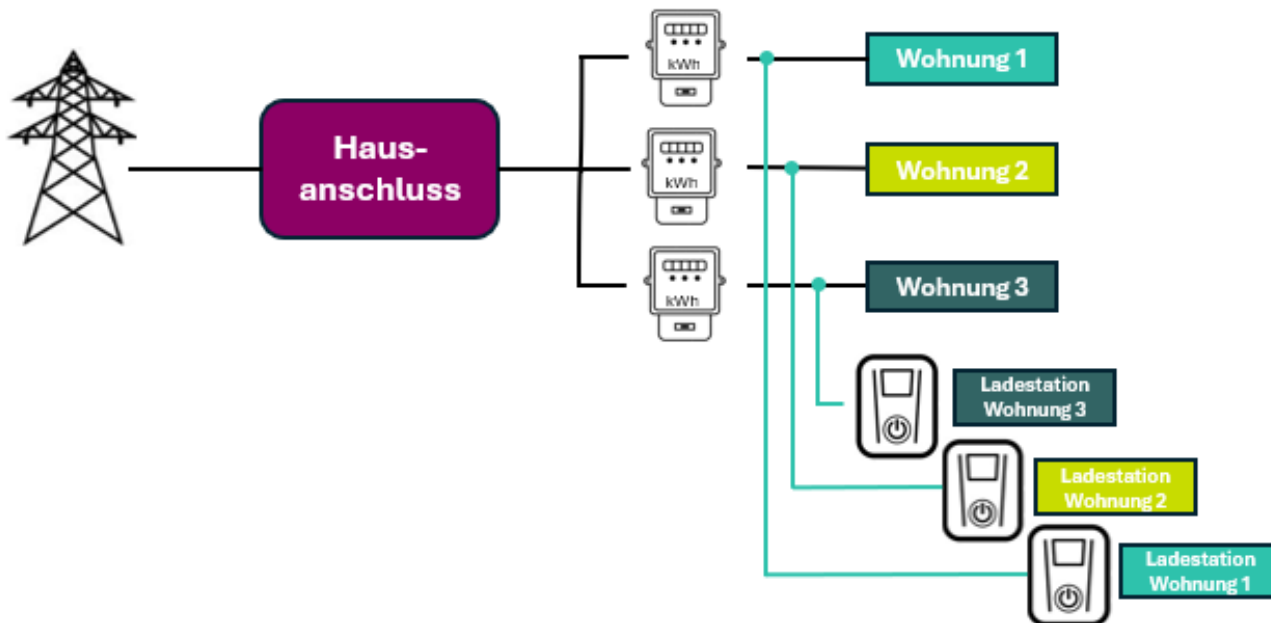 Haus-
anschluss
kWh
Wohnung 1
kWh
Wohnung 2
kWh
Wohnung 3
Ladestation
Wohnung 3
Ladestation
Wohnung 2
Ladestation
Wohnung 1